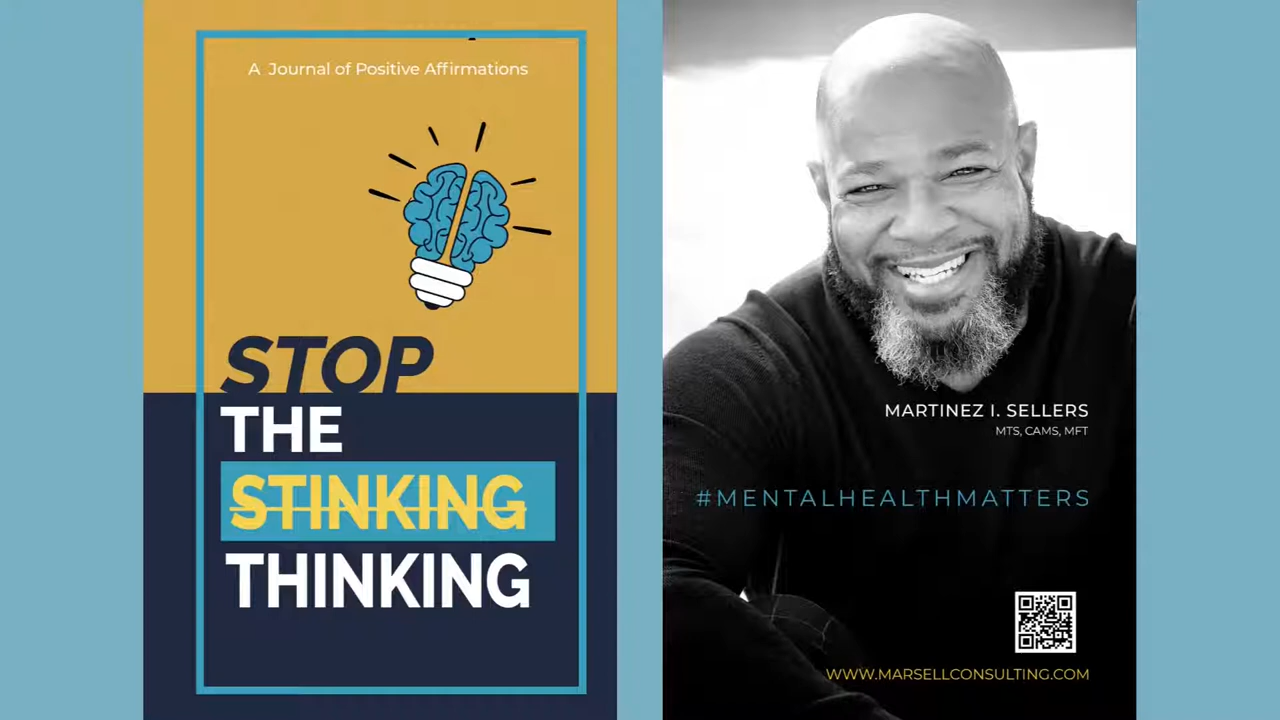 A Journal of Positive Affirmations
STOP
THE
STINKING
THINKING
MARTINEZ I. SELLERS
MTS, CAMS, MFT
#MENTALHEALTHMATTERS
WWW.MARSELLCONSULTING.COM